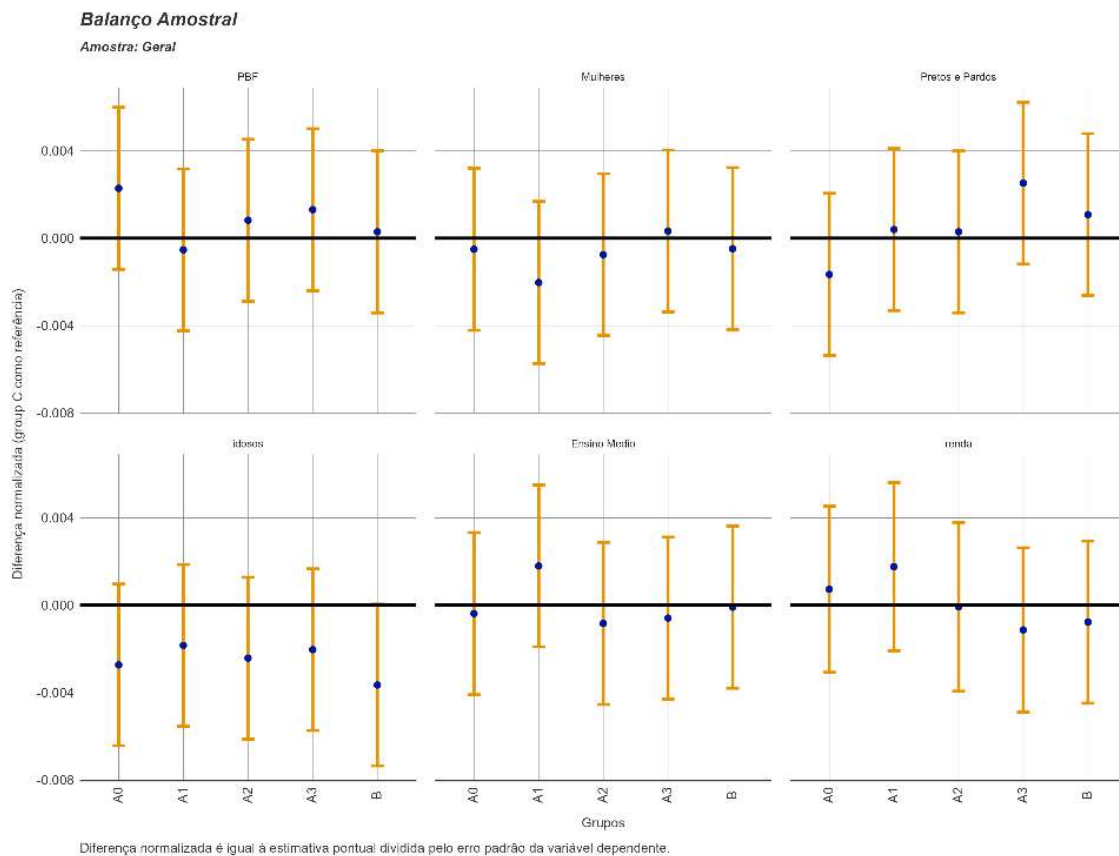 Balanço Amostral
Amostra: Geral
PBF
Mulheres
Pretos e Pardos
0.004
0.000
-0.004
-0.008
idosos
Ensino Medio
renda
0.004
0.000
-0.004
-0.008
A0 A1 A2 A3 B
A0 A1 A2 A3 B
A0 A1 A2 A3 B
Diferença normalizada (group C como referência)
Grupos
Diferença normalizada é igual à estimativa pontual dividida pelo erro padrão da variável dependente.